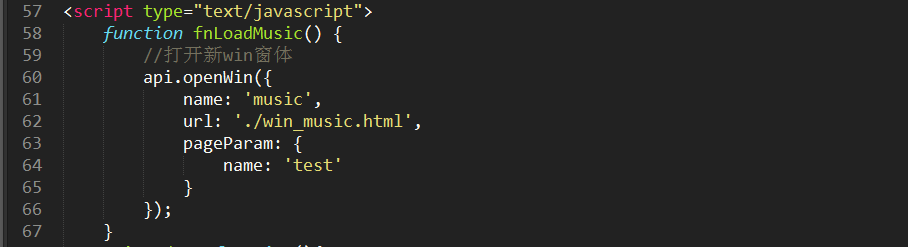 57 <script type="text/javascript">
58     function fnLoadMusic() {
59         //打开新win窗体
60         api.openWin({
61             name: 'music',
62             url: './win_music.html',
63             pageParam: {
64                 name: 'test'
65             }
66         });
67     }